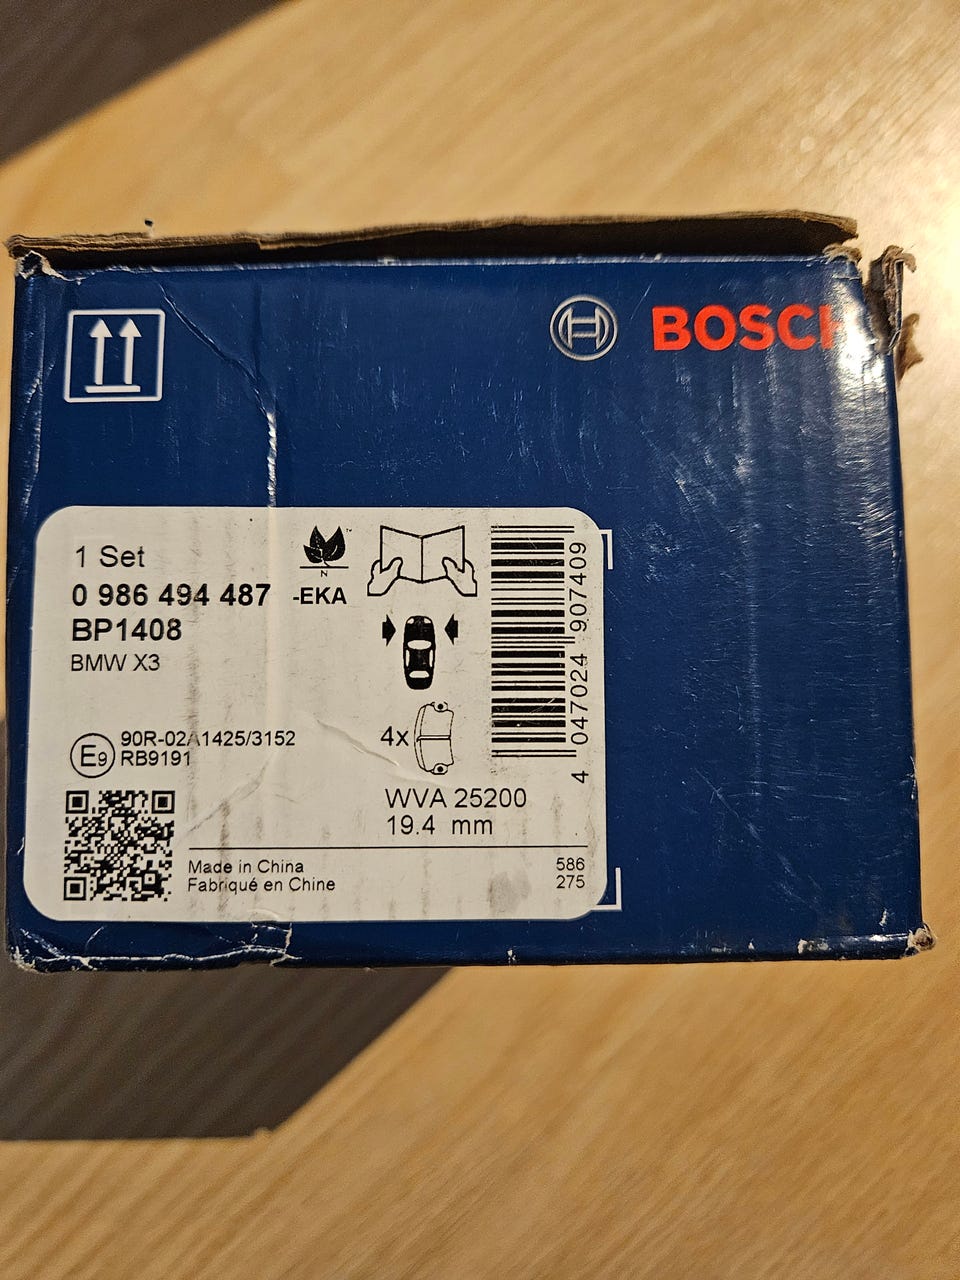 BOSCH
1 Set
0 986 494 487 -EKA
BP1408
BMW X3
E9 90R-02A1425/3152
RB9191
4x
WVA 25200
19.4 mm
Made in China
Fabriqué en Chine
586
275
4 047024 907409
N